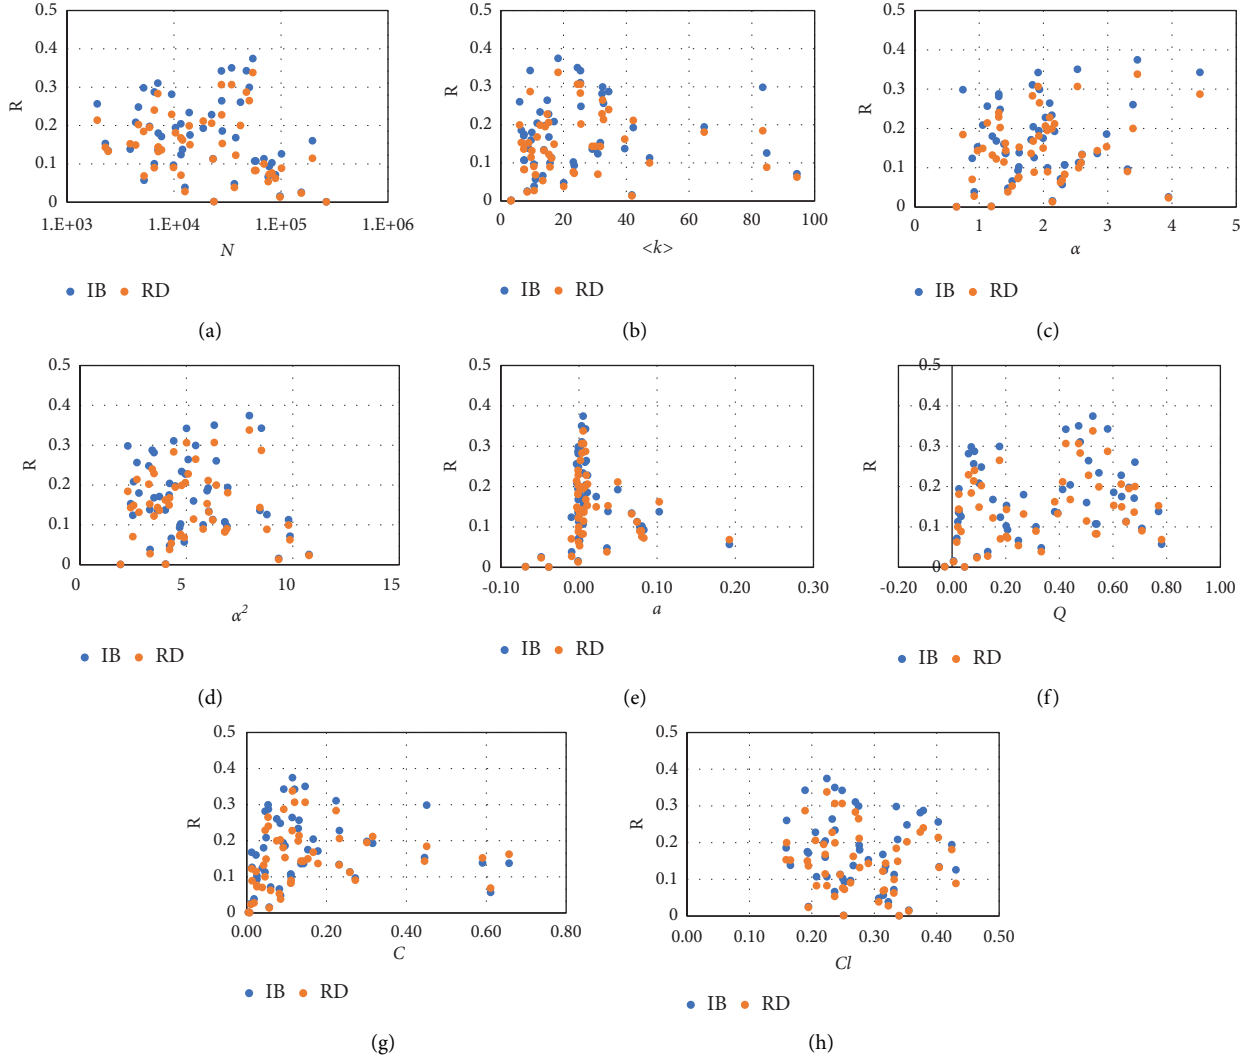 0.5
0.4
0.3
0.2
0.1
0
R
1.E+003
1.E+004
1.E+005
1.E+006
N
IB
RD
(a)
0.5
0.4
0.3
0.2
0.1
0
R
0
20
40
60
80
100
<k>
IB
RD
(b)
0.5
0.4
0.3
0.2
0.1
0
R
0
1
2
3
4
5
α
IB
RD
(c)
0.5
0.4
0.3
0.2
0.1
0
R
0
5
10
15
α²
IB
RD
(d)
0.5
0.4
0.3
0.2
0.1
0
R
-0.10
0.00
0.10
0.20
0.30
a
IB
RD
(e)
0.5
0.4
0.3
0.2
0.1
0
R
-0.20
0.00
0.20
0.40
0.60
0.80
1.00
Q
IB
RD
(f)
0.5
0.4
0.3
0.2
0.1
0
R
0.00
0.20
0.40
0.60
0.80
C
IB
RD
(g)
0.5
0.4
0.3
0.2
0.1
0
R
0.00
0.10
0.20
0.30
0.40
0.50
Cl
IB
RD
(h)